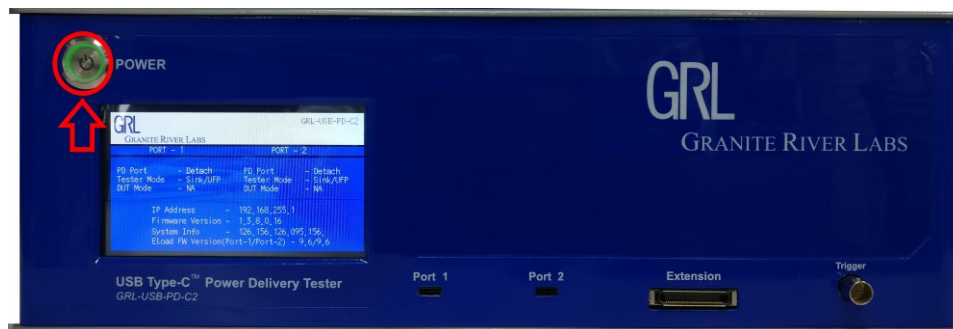 POWER
GRL
GRANITE RIVER LABS
GRL
GRL-USB-PD-C2
GRANITE RIVER LABS
PORT - 1 PORT - 2
PD Port - Detach PD Port - Detach
Tester Mode - Sink/UFP Tester Mode - Sink/UFP
DUT Mode - NA DUT Mode - NA
IP Address - 192,168,255,1
Firmware Version - 1,3,8,0,16
System Info - 126,156,126,095,156,
Eload FW Version(Port-1/Port-2) - 9,6/9,6
USB Type-C™ Power Delivery Tester
GRL-USB-PD-C2
Port 1
Port 2
Extension
Trigger